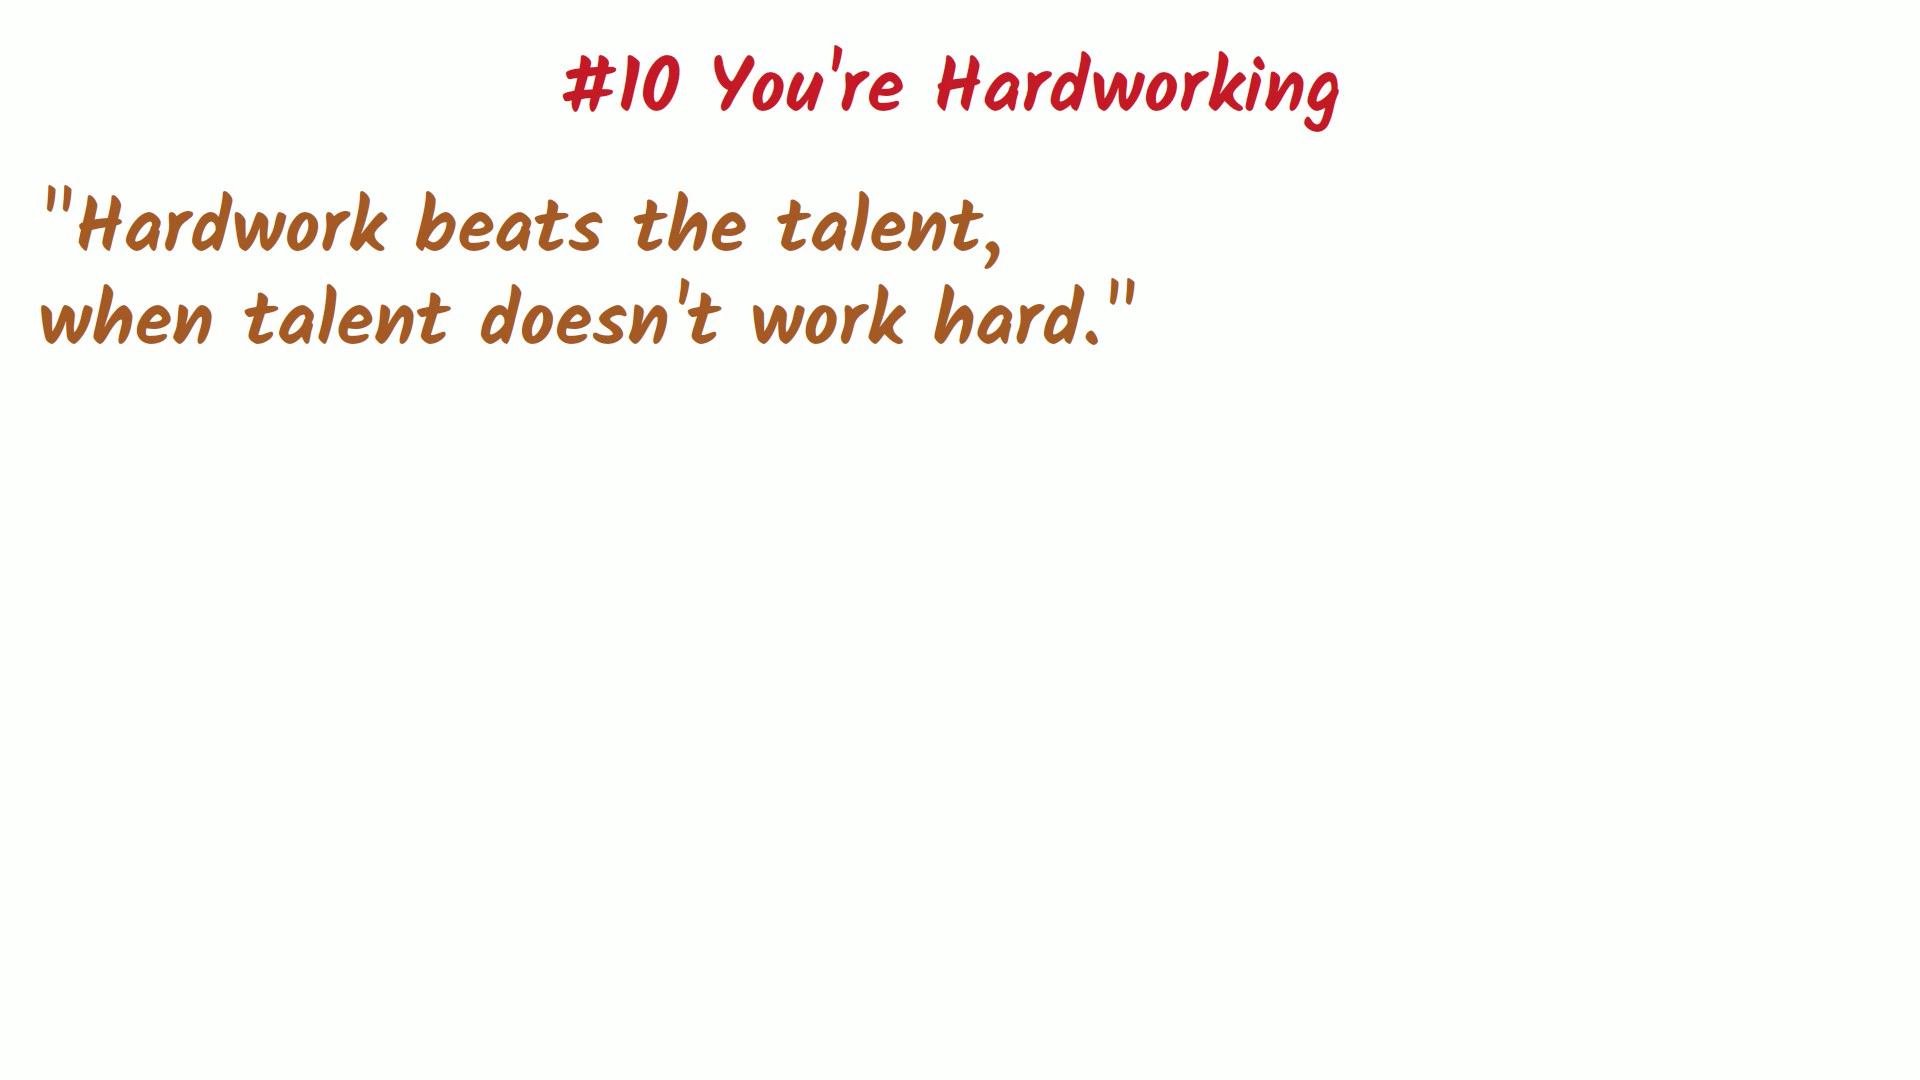 #10 You're Hardworking
"Hardwork beats the talent,
when talent doesn't work hard."